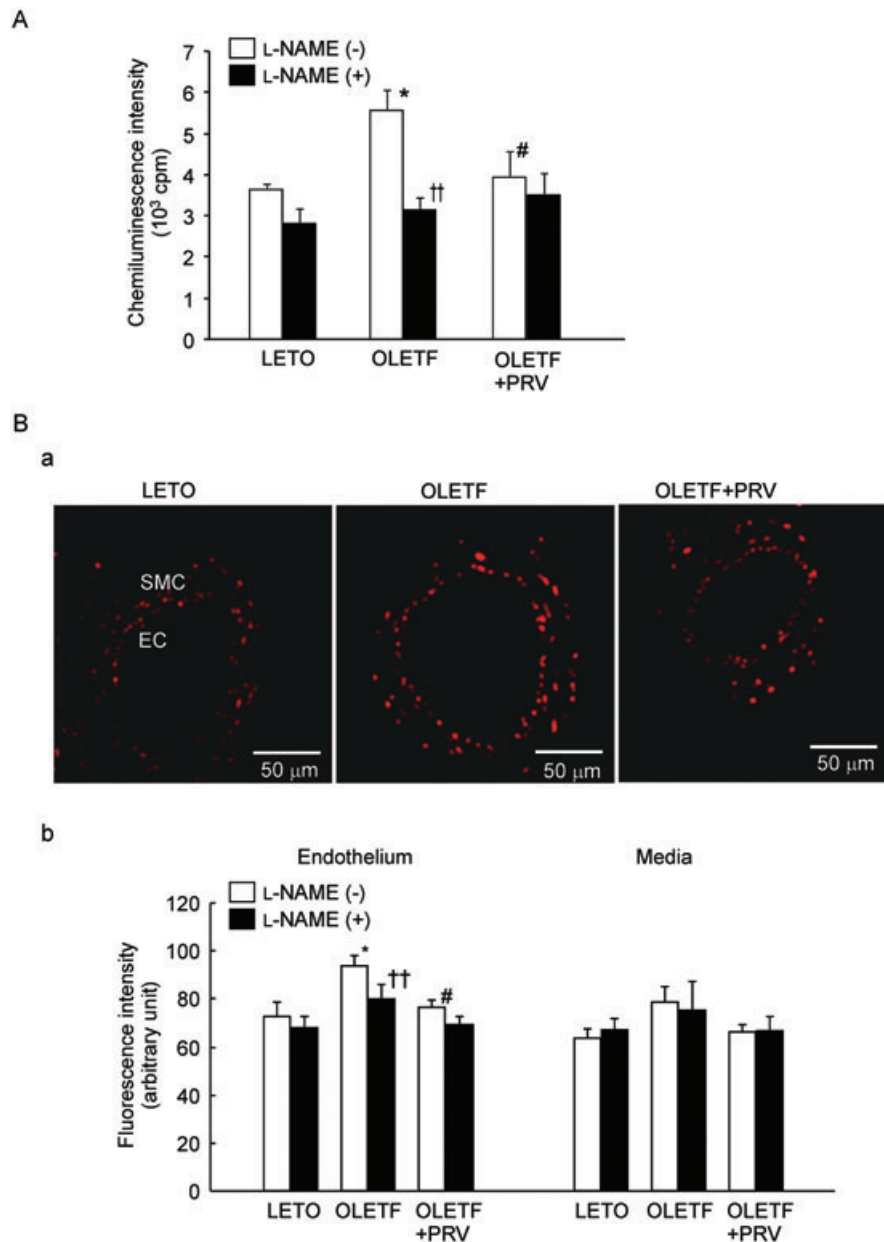 A
L-NAME (-)
L-NAME (+)
Chemiluminescence intensity
(10³ cpm)
7
6
5
4
3
2
1
0
*
††
#
LETO
OLETF
OLETF
+PRV
B
a
LETO
OLETF
OLETF+PRV
SMC
EC
50 μm
50 μm
50 μm
b
Endothelium
Media
L-NAME (-)
L-NAME (+)
Fluorescence intensity
(arbitrary unit)
120
100
80
60
40
20
0
*
††
#
LETO
OLETF
OLETF
+PRV
LETO
OLETF
OLETF
+PRV